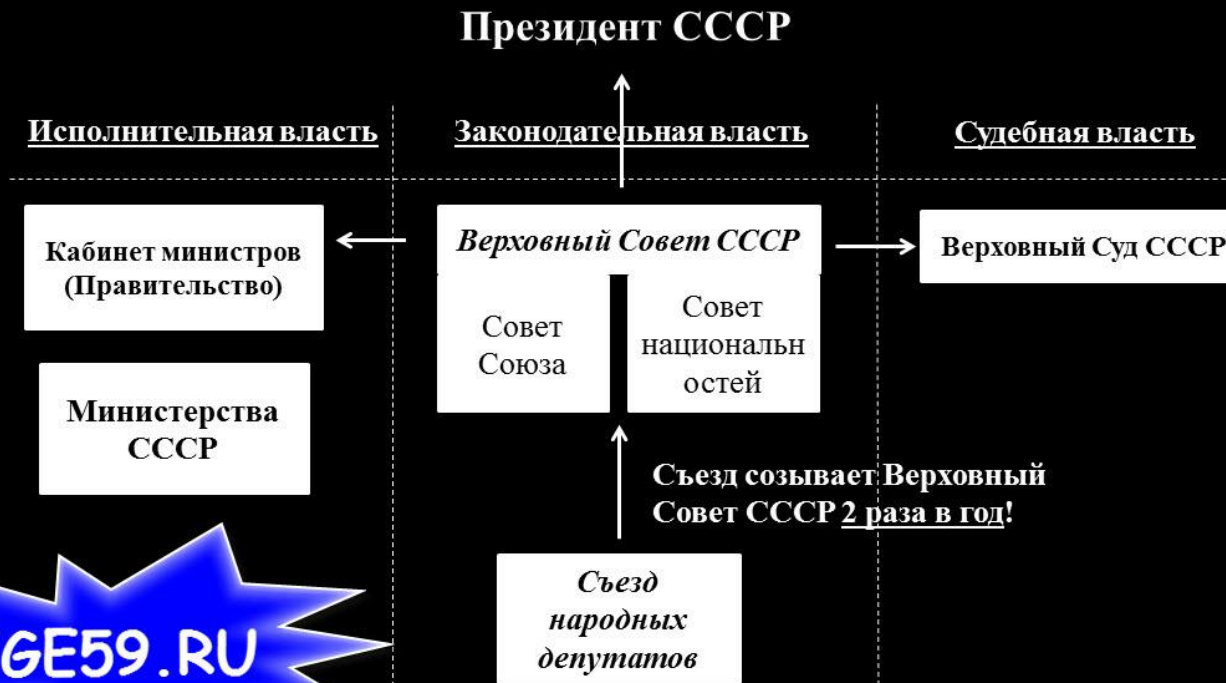 Президент СССР
Исполнительная власть
Законодательная власть
Судебная власть
Кабинет министров
(Правительство)
Верховный Совет СССР
Верховный Суд СССР
Совет
Союза
Совет
национальн
остей
Министерства
СССР
Съезд созывает Верховный
Совет СССР 2 раза в год!
Съезд
народных
депутатов
GE59.RU